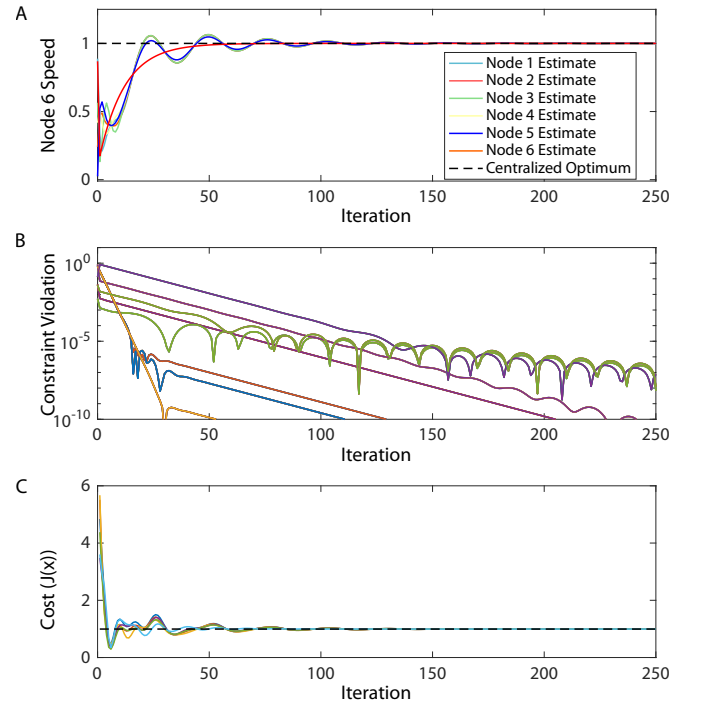 A
Node 6 Speed
1
0.5
0
Node 1 Estimate
Node 2 Estimate
Node 3 Estimate
Node 4 Estimate
Node 5 Estimate
Node 6 Estimate
Centralized Optimum
0 50 100 150 200 250
Iteration
B
Constraint Violation
10^0
10^-5
10^-10
0 50 100 150 200 250
Iteration
C
Cost (J(x))
6
4
2
0
0 50 100 150 200 250
Iteration